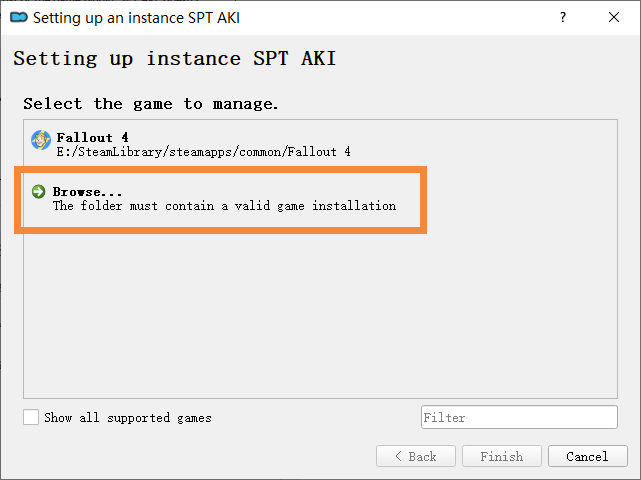 Setting up an instance SPT AKI
?
Setting up instance SPT AKI
Select the game to manage.
Fallout 4
E:/SteamLibrary/steamapps/common/Fallout 4
Browse...
The folder must contain a valid game installation
Show all supported games
Filter
< Back
Finish
Cancel